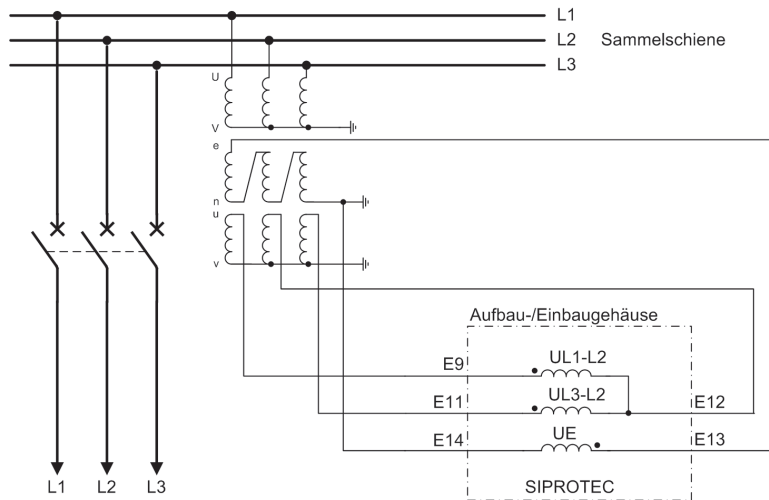 L1
L2 Sammelschiene
L3
U
V
e
n
u
v
Aufbau-/Einbaugehäuse
E9 UL1-L2
E11 UL3-L2 E12
E14 UE E13
L1 L2 L3
SIPROTEC